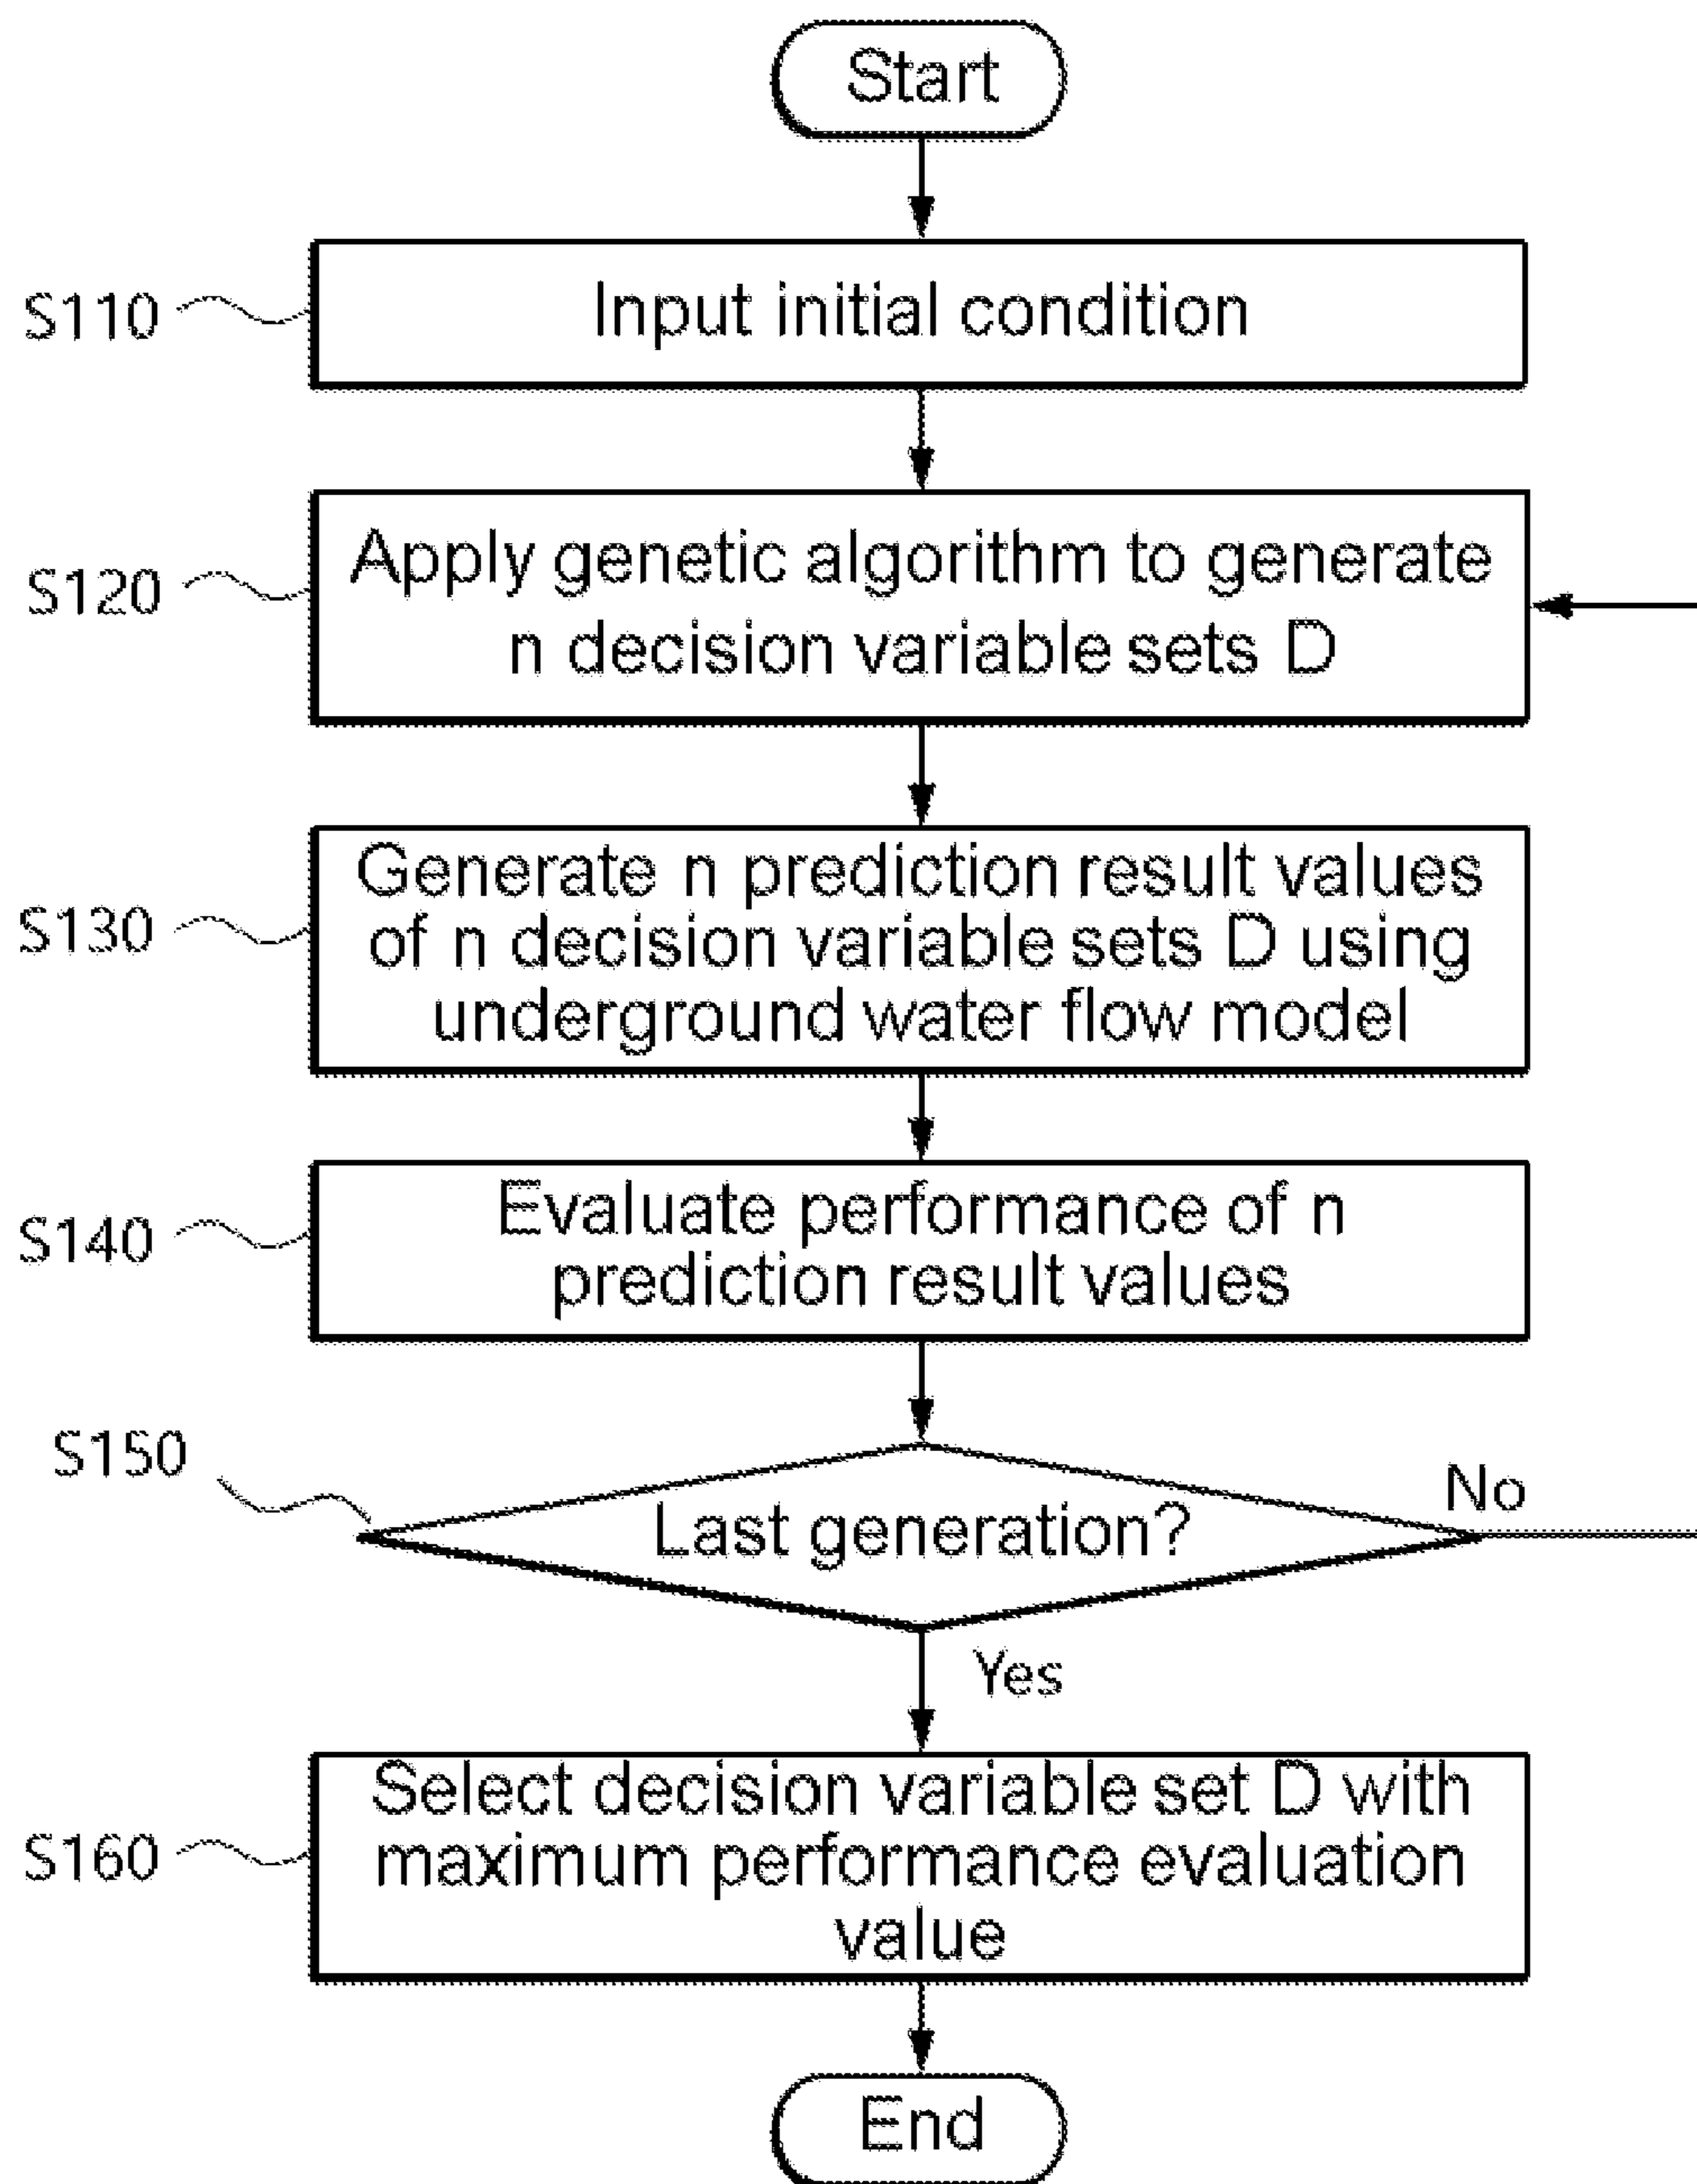 Start
S110
Input initial condition
S120
Apply genetic algorithm to generate
n decision variable sets D
S130
Generate n prediction result values
of n decision variable sets D using
underground water flow model
S140
Evaluate performance of n
prediction result values
S150
Last generation?
No
Yes
S160
Select decision variable set D with
maximum performance evaluation
value
End